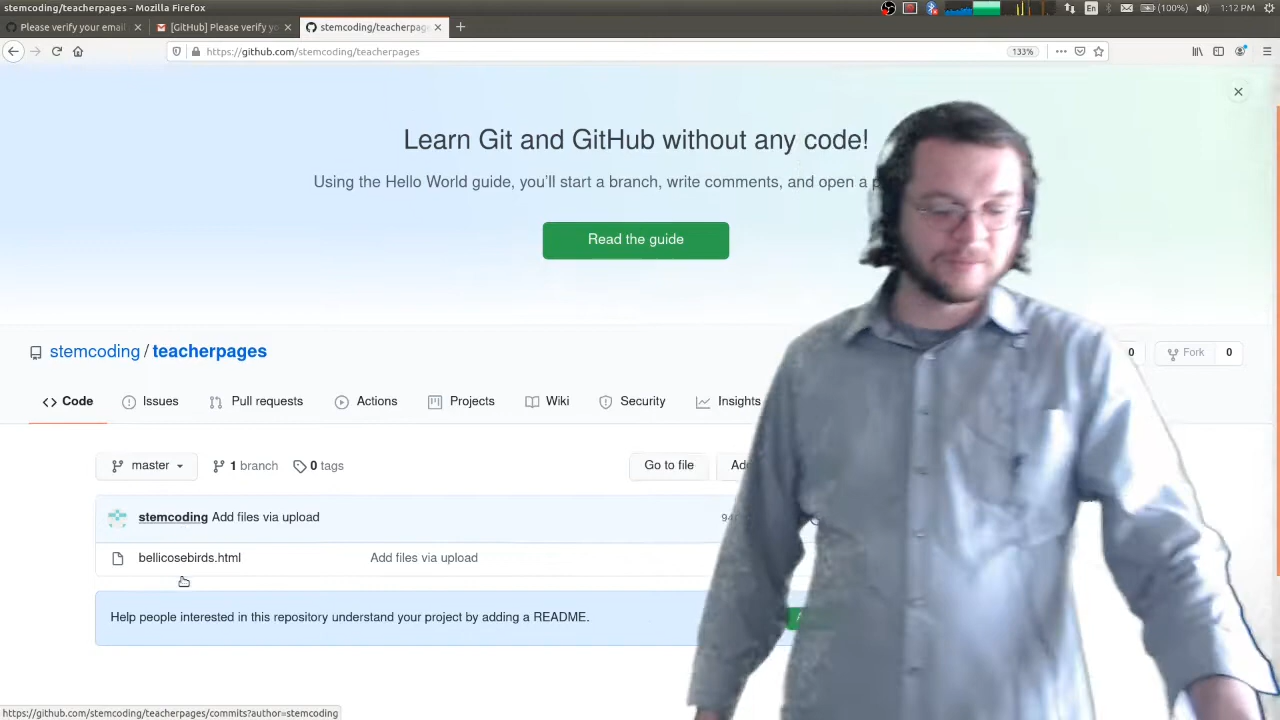 stemcoding/teacherpages - Mozilla Firefox
En
(100%)
1:12 PM
Please verify your email
[GitHub] Please verify yo
stemcoding/teacherpage
https://github.com/stemcoding/teacherpages
133%
Learn Git and GitHub without any code!
Using the Hello World guide, you'll start a branch, write comments, and open a
Read the guide
stemcoding / teacherpages
0
Fork
0
Code
Issues
Pull requests
Actions
Projects
Wiki
Security
Insights
master
1 branch
0 tags
Go to file
stemcoding Add files via upload
bellicosebirds.html
Add files via upload
Help people interested in this repository understand your project by adding a README.
https://github.com/stemcoding/teacherpages/commits?author=stemcoding